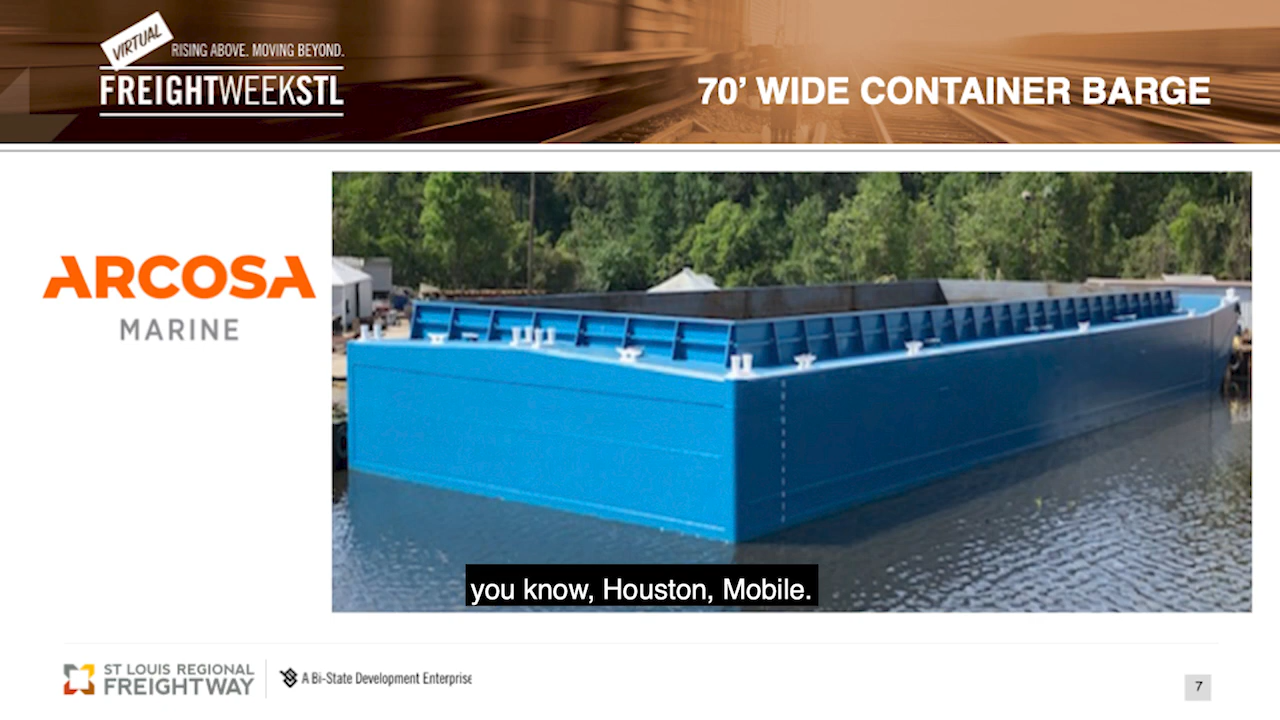 VIRTUAL
RISING ABOVE. MOVING BEYOND.
FREIGHTWEEKSTL
70’ WIDE CONTAINER BARGE
ARCOSA
MARINE
you know, Houston, Mobile.
ST LOUIS REGIONAL
FREIGHTWAY
A Bi-State Development Enterprise
7